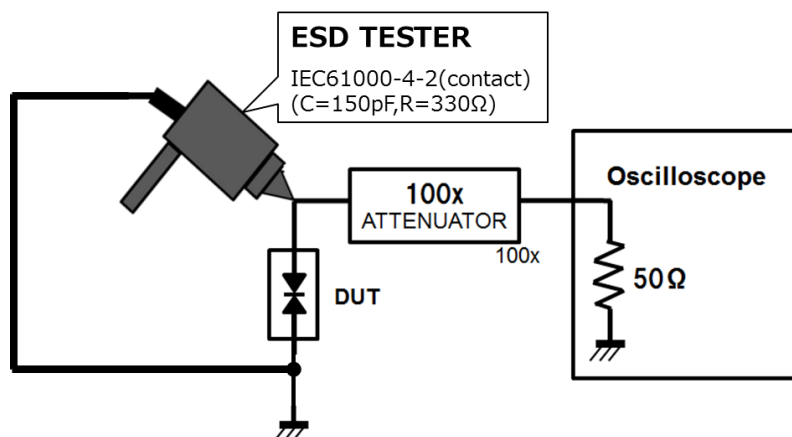 ESD TESTER
IEC61000-4-2(contact)
(C=150pF,R=330Ω)
100x
ATTENUATOR
100x
Oscilloscope
50Ω
DUT